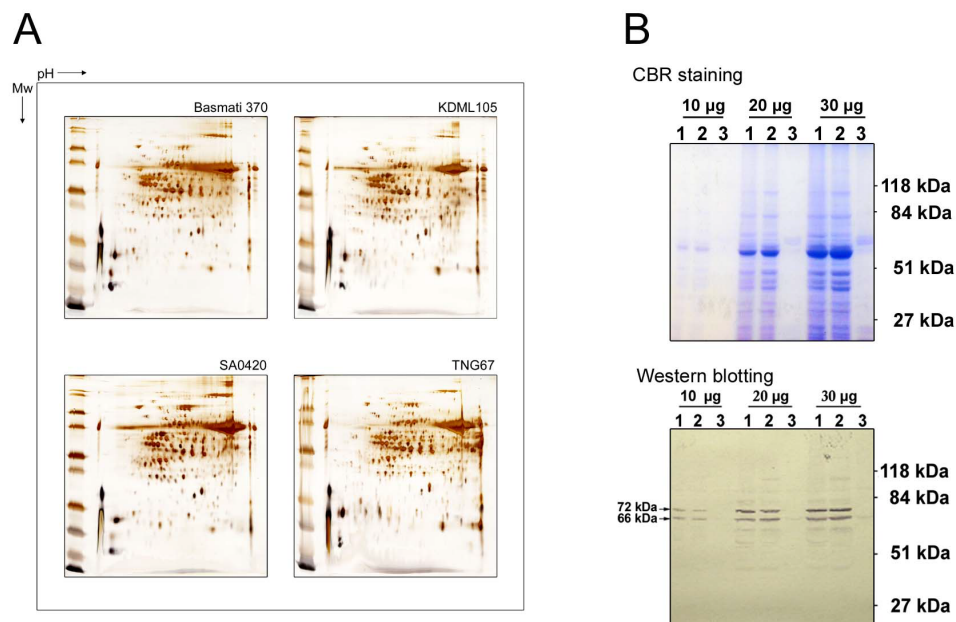 A
pH
Mw
Basmati 370
KDML105
SA0420
TNG67
B
CBR staining
10 µg 20 µg 30 µg
1 2 3 1 2 3 1 2 3
118 kDa
84 kDa
51 kDa
27 kDa
Western blotting
10 µg 20 µg 30 µg
1 2 3 1 2 3 1 2 3
118 kDa
84 kDa
72 kDa
66 kDa
51 kDa
27 kDa